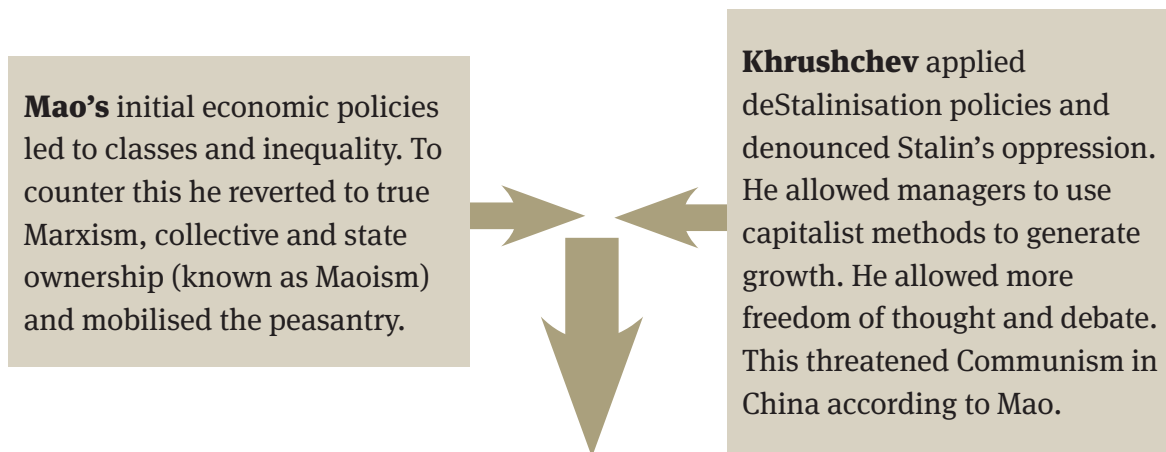 Mao’s initial economic policies
led to classes and inequality. To
counter this he reverted to true
Marxism, collective and state
ownership (known as Maoism)
and mobilised the peasantry.
Khrushchev applied
deStalinisation policies and
denounced Stalin’s oppression.
He allowed managers to use
capitalist methods to generate
growth. He allowed more
freedom of thought and debate.
This threatened Communism in
China according to Mao.